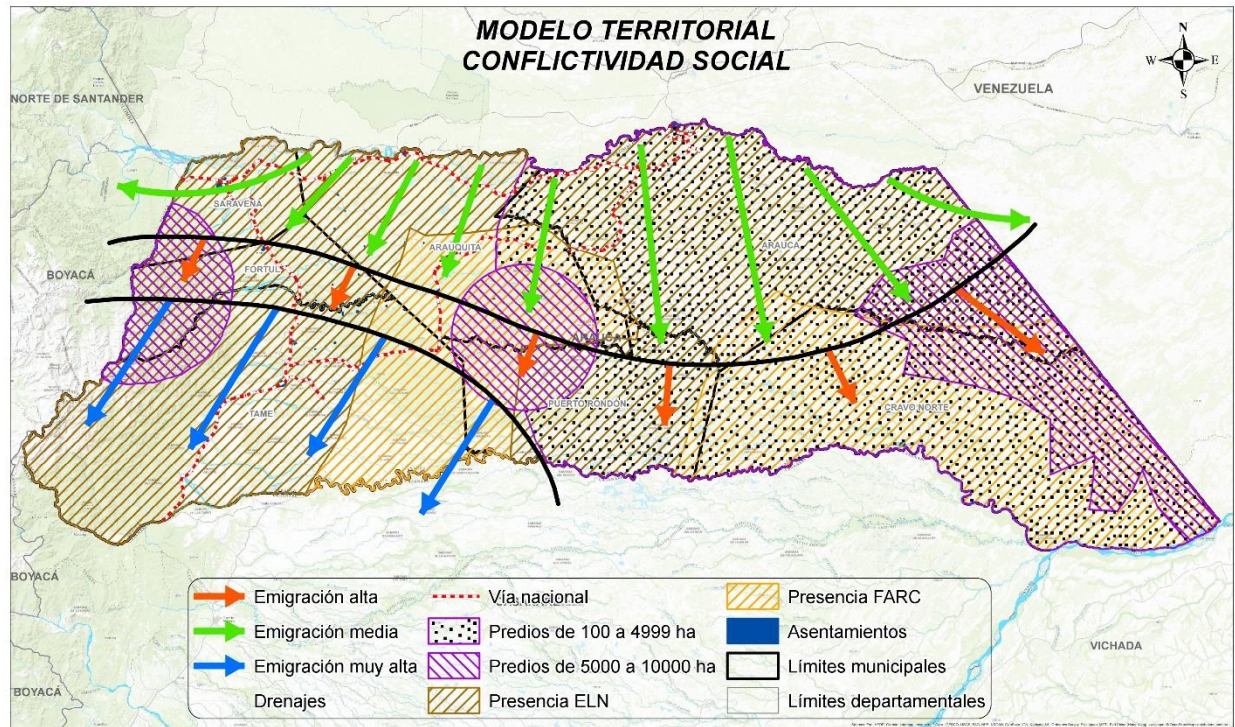 MODELO TERRITORIAL
CONFLICTIVIDAD SOCIAL
N
W
E
S
NORTE DE SANTANDER
VENEZUELA
SARAVENA
ARAUQUITA
ARAUCA
BOYACÁ
FORTUL
ARAUCA
PUERTO RONDÓN
CRAVO NORTE
TAME
BOYACÁ
VICHADA
BOYACÁ
Emigración alta
Emigración media
Emigración muy alta
Drenajes
Vía nacional
Predios de 100 a 4999 ha
Predios de 5000 a 10000 ha
Presencia ELN
Presencia FARC
Asentamientos
Límites municipales
Límites departamentales